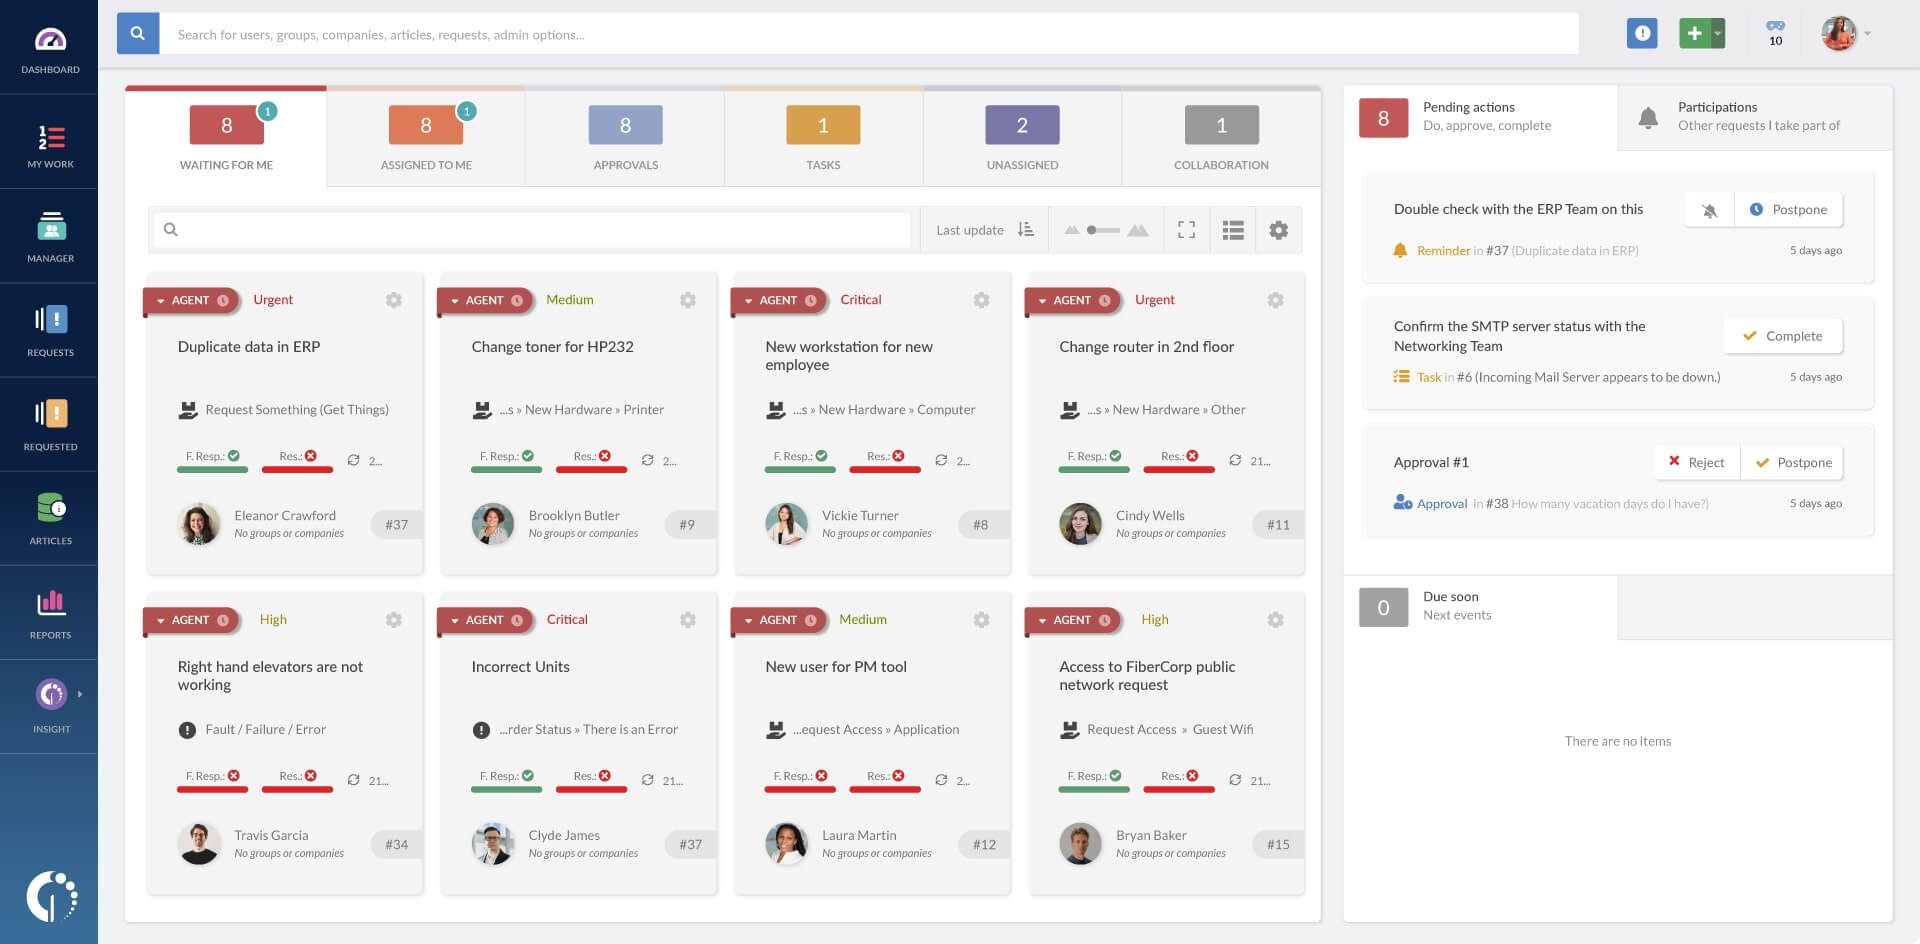 DASHBOARD
1
2
MY WORK
MANAGER
REQUESTS
REQUESTED
ARTICLES
REPORTS
INSIGHT
Search for users, groups, companies, articles, requests, admin options...
10
8
1
WAITING FOR ME
8
1
ASSIGNED TO ME
8
APPROVALS
1
TASKS
2
UNASSIGNED
1
COLLABORATION
Last update
AGENT Urgent
Duplicate data in ERP
Request Something (Get Things)
F. Resp.: Res.: 2...
Eleanor Crawford
No groups or companies
#37
AGENT Medium
Change toner for HP232
...s » New Hardware » Printer
F. Resp.: Res.: 2...
Brooklyn Butler
No groups or companies
#9
AGENT Critical
New workstation for new
employee
...s » New Hardware » Computer
F. Resp.: Res.: 2...
Vickie Turner
No groups or companies
#8
AGENT Urgent
Change router in 2nd floor
...s » New Hardware » Other
F. Resp.: Res.: 21...
Cindy Wells
No groups or companies
#11
AGENT High
Right hand elevators are not
working
Fault / Failure / Error
F. Resp.: Res.: 21...
Travis Garcia
No groups or companies
#34
AGENT Critical
Incorrect Units
...rder Status » There is an Error
F. Resp.: Res.: 21...
Clyde James
No groups or companies
#37
AGENT Medium
New user for PM tool
...equest Access » Application
F. Resp.: Res.: 2...
Laura Martin
No groups or companies
#12
AGENT High
Access to FiberCorp public
network request
Request Access » Guest Wifi
F. Resp.: Res.: 21...
Bryan Baker
No groups or companies
#15
8
Pending actions
Do, approve, complete
Participations
Other requests I take part of
Double check with the ERP Team on this
Postpone
Reminder in #37 (Duplicate data in ERP)
5 days ago
Confirm the SMTP server status with the
Networking Team
Complete
Task in #6 (Incoming Mail Server appears to be down.)
5 days ago
Approval #1
Reject
Postpone
Approval in #38 How many vacation days do I have?)
5 days ago
0
Due soon
Next events
There are no items